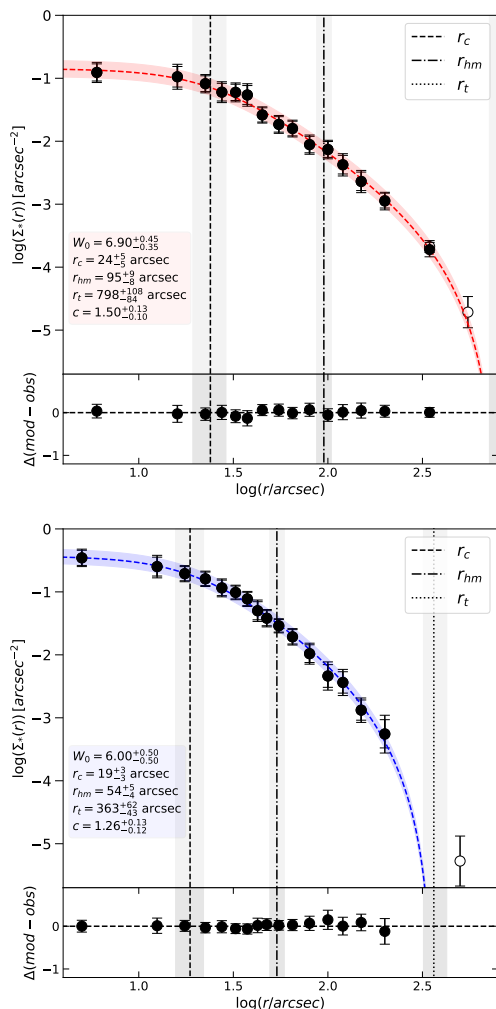 0
−1
−2
−3
−4
−5
log(Σ*(r)) [arcsec⁻²]
r_c
r_hm
r_t
W₀ = 6.90 +0.45 −0.35
r_c = 24 +5 −5 arcsec
r_hm = 95 +9 −8 arcsec
r_t = 798 +108 −84 arcsec
c = 1.50 +0.13 −0.10
0
−1
Δ(mod − obs)
1.0 1.5 2.0 2.5
log(r/arcsec)
0
−1
−2
−3
−4
−5
log(Σ*(r)) [arcsec⁻²]
r_c
r_hm
r_t
W₀ = 6.00 +0.50 −0.50
r_c = 19 +3 −3 arcsec
r_hm = 54 +5 −4 arcsec
r_t = 363 +62 −43 arcsec
c = 1.26 +0.13 −0.12
0
−1
Δ(mod − obs)
1.0 1.5 2.0 2.5
log(r/arcsec)